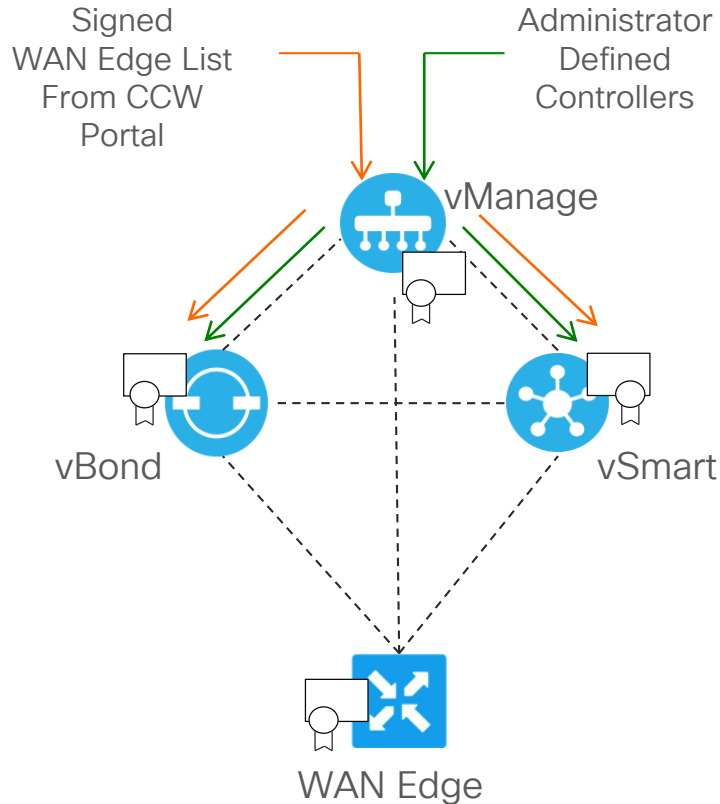 Signed
WAN Edge List
From CCW
Portal
Administrator
Defined
Controllers
vManage
vBond
vSmart
WAN Edge